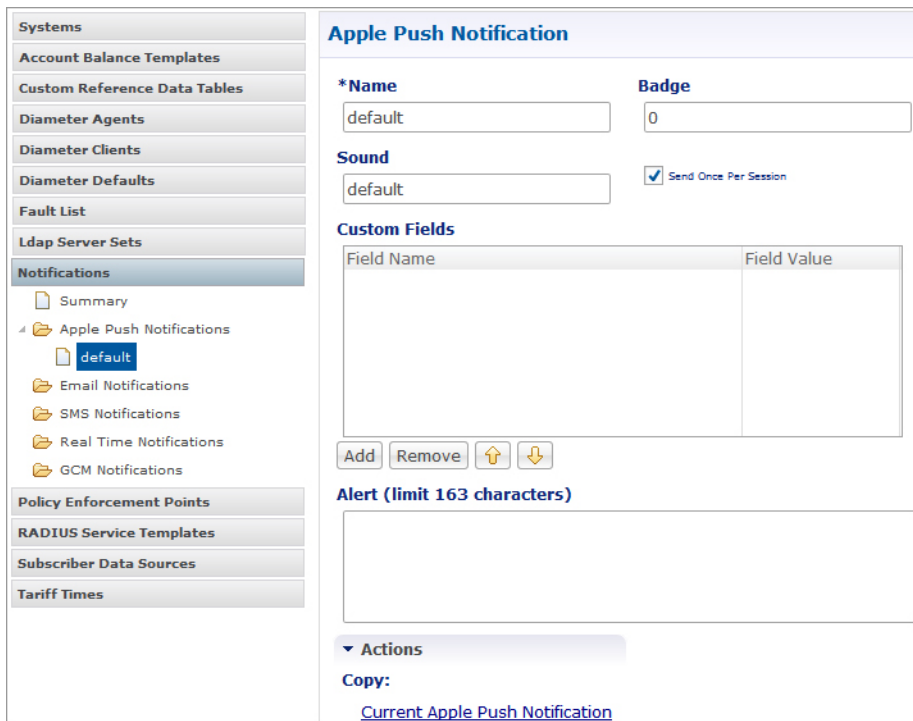 Systems
Account Balance Templates
Custom Reference Data Tables
Diameter Agents
Diameter Clients
Diameter Defaults
Fault List
Ldap Server Sets
Notifications
Summary
Apple Push Notifications
default
Email Notifications
SMS Notifications
Real Time Notifications
GCM Notifications
Policy Enforcement Points
RADIUS Service Templates
Subscriber Data Sources
Tariff Times
Apple Push Notification
*Name Badge
default 0
Sound
default Send Once Per Session
Custom Fields
Field Name Field Value
Add Remove
Alert (limit 163 characters)
Actions
Copy:
Current Apple Push Notification